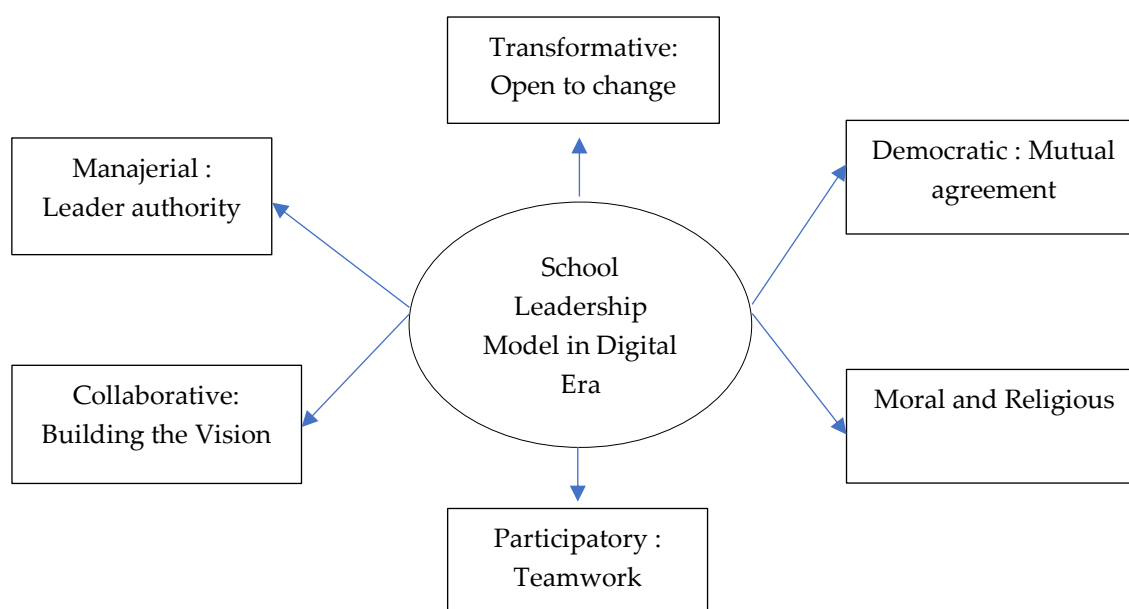 Transformative:
Open to change
Manajerial :
Leader authority
Democratic : Mutual
agreement
School
Leadership
Model in Digital
Era
Collaborative:
Building the Vision
Moral and Religious
Participatory :
Teamwork